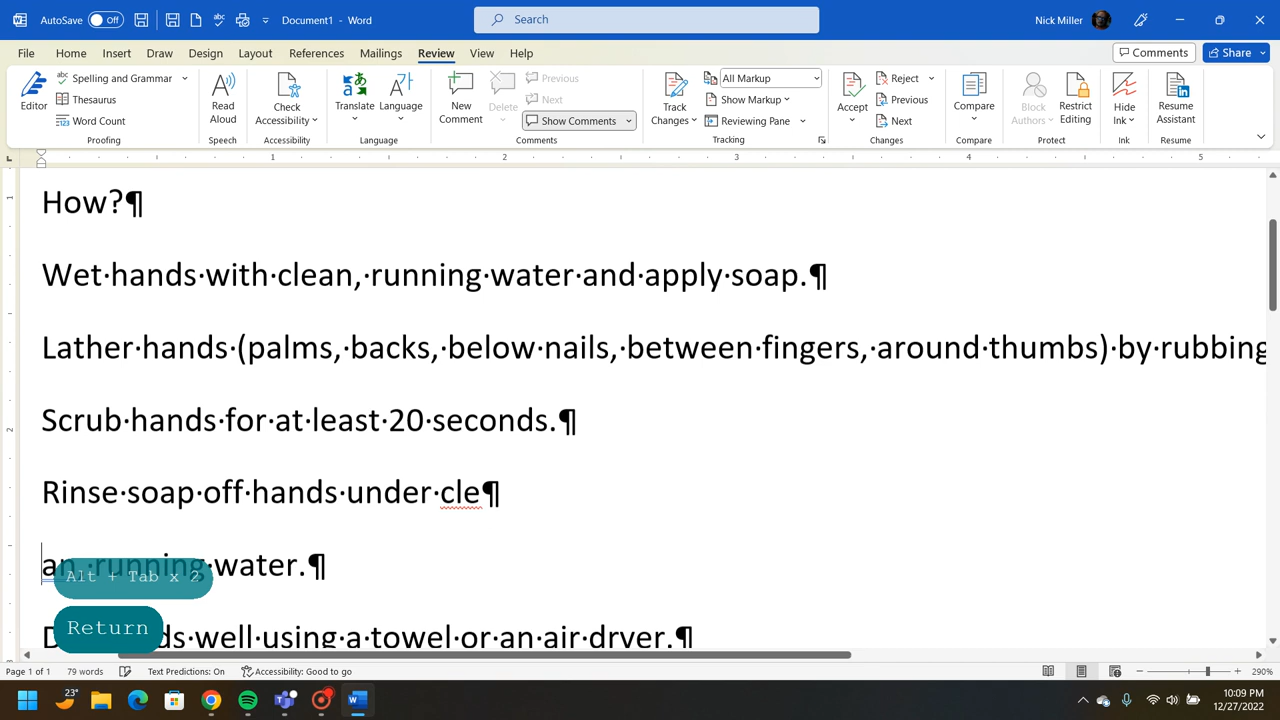 AutoSave Off Document1 - Word Search Nick Miller
File Home Insert Draw Design Layout References Mailings Review View Help Comments Share
Editor Spelling and Grammar Thesaurus Word Count Proofing
Read Aloud Speech
Check Accessibility Accessibility
Translate Language Language
New Comment Delete Previous Next Show Comments Comments
Track Changes All Markup Show Markup Reviewing Pane Tracking
Accept Reject Previous Next Changes
Compare Compare
Block Authors Restrict Editing Protect
Hide Ink Ink
Resume Assistant Resume
1 2 3 4 5
How?¶
Wet·hands·with·clean,·running·water·and·apply·soap.¶
Lather·hands·(palms,·backs,·below·nails,·between·fingers,·around·thumbs)·by·rubbing
Scrub·hands·for·at·least·20·seconds.¶
Rinse·soap·off·hands·under·cle¶
an,·running·water.¶
Alt + Tab x 2
Return
well·using·a·towel·or·an·air·dryer.¶
Page 1 of 1 79 words Text Predictions: On Accessibility: Good to go 290%
23° 10:09 PM
12/27/2022